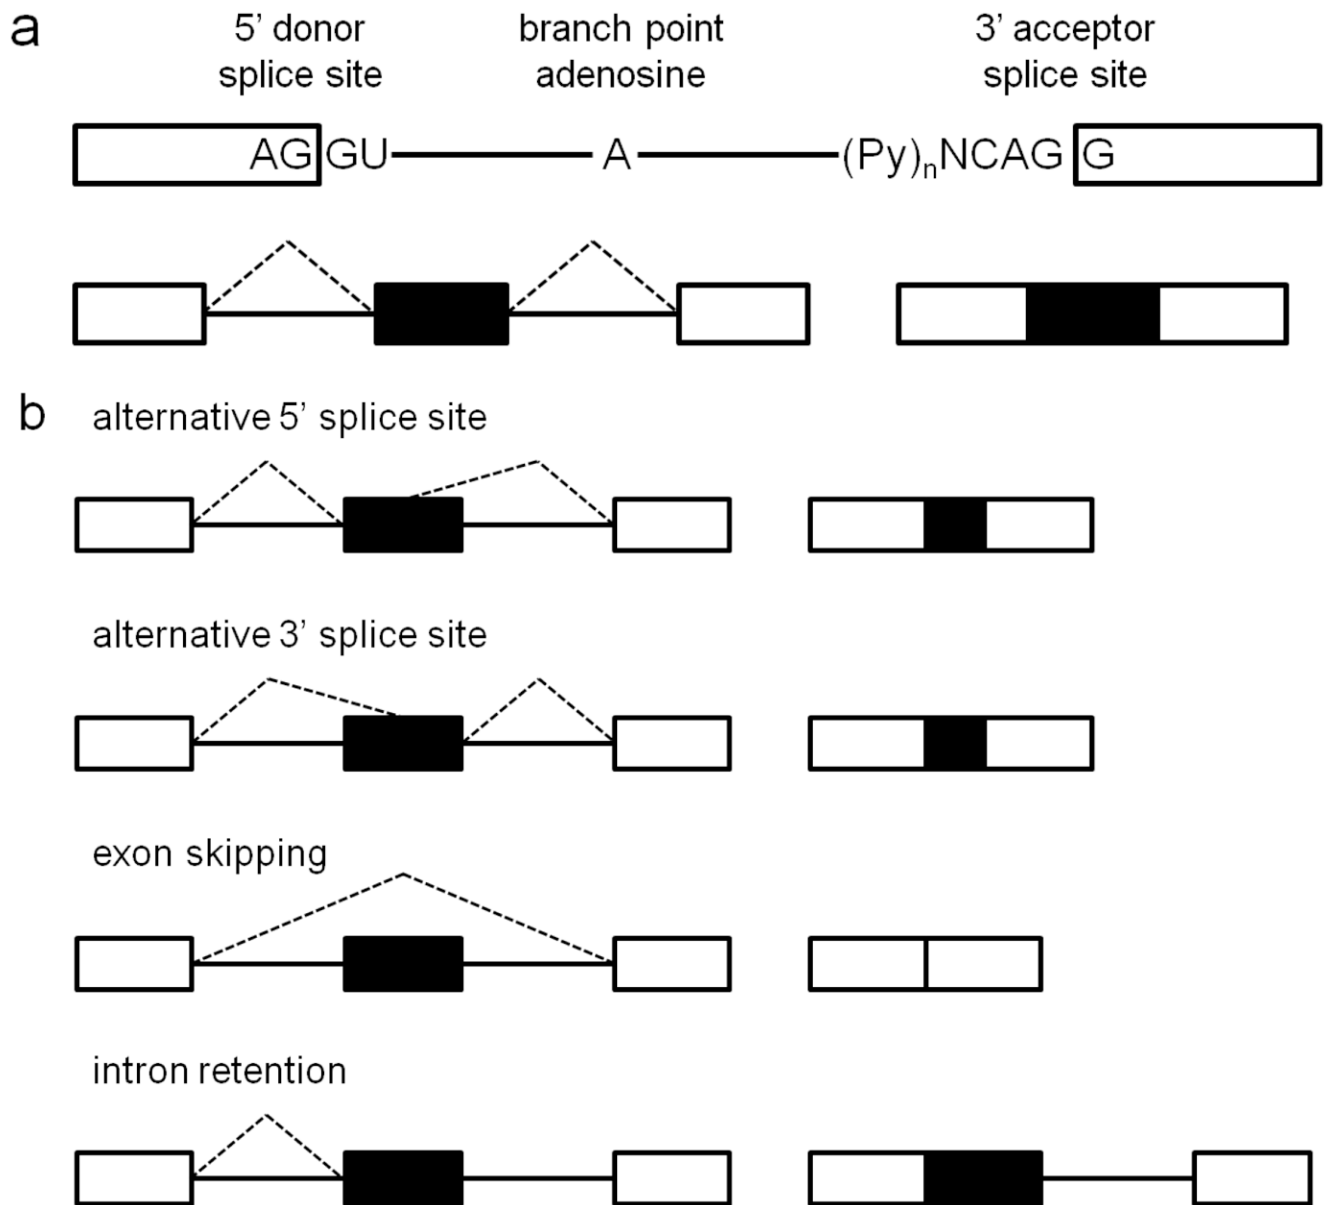 a
5’ donor
splice site
branch point
adenosine
3’ acceptor
splice site
AG GU A (Py)nNCAG G
b
alternative 5’ splice site
alternative 3’ splice site
exon skipping
intron retention